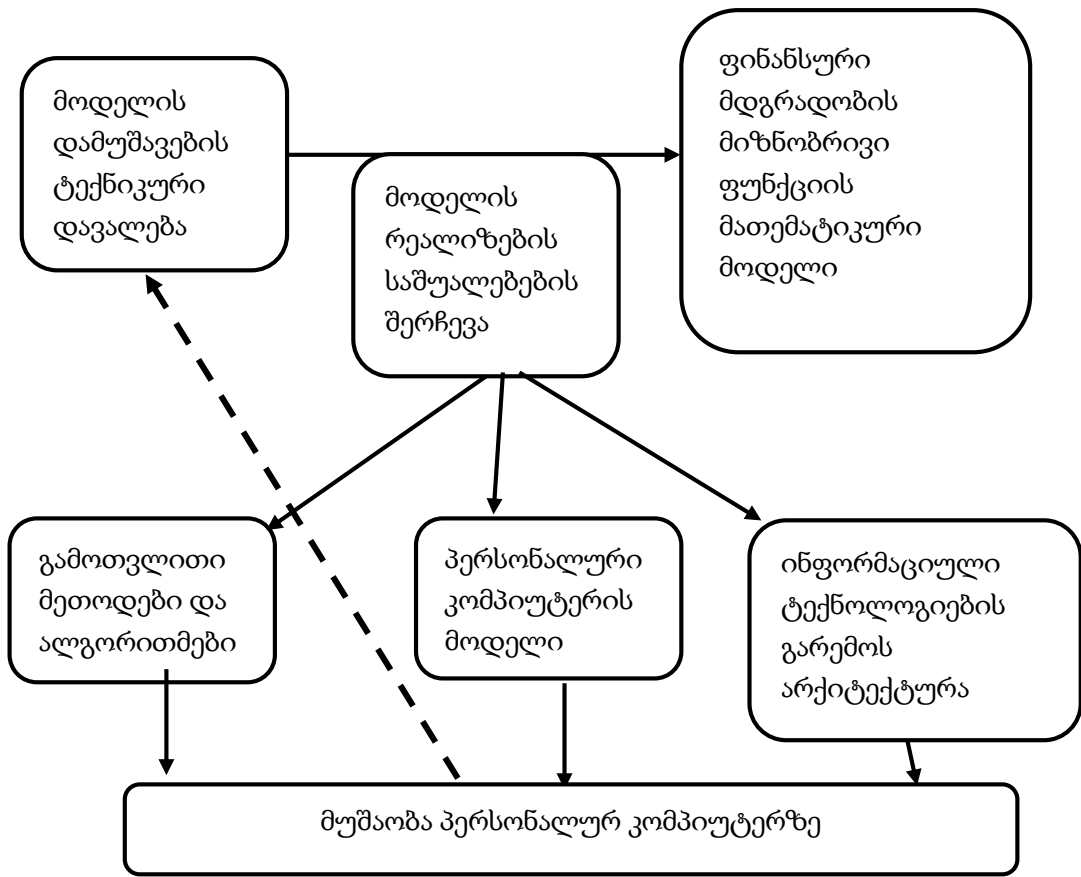 მოდელის
დამუშავების
ტექნიკური
დავალება
ფინანსური
მდგრადობის
მიზნობრივი
ფუნქციის
მათემატიკური
მოდელი
მოდელის
რეალიზების
საშუალებების
შერჩევა
გამოთვლითი
მეთოდები და
ალგორითმები
პერსონალური
კომპიუტერის
მოდელი
ინფორმაციული
ტექნოლოგიების
გარემოს
არქიტექტურა
მუშაობა პერსონალურ კომპიუტერზე